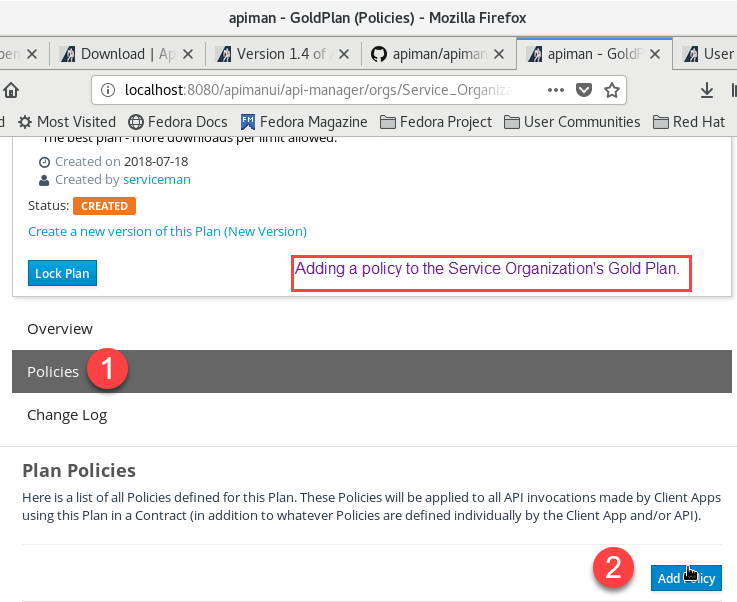 apiman - GoldPlan (Policies) - Mozilla Firefox
Download | Ap
Version 1.4 of
apiman/apiman
apiman - GoldP
User
localhost:8080/apimanui/api-manager/orgs/Service_Organiza
Most Visited Fedora Docs Fedora Magazine Fedora Project User Communities Red Hat
The best plan - more downloads per limit allowed.
Created on 2018-07-18
Created by serviceman
Status: CREATED
Create a new version of this Plan (New Version)
Lock Plan
Adding a policy to the Service Organization's Gold Plan.
Overview
Policies 1
Change Log
Plan Policies
Here is a list of all Policies defined for this Plan. These Policies will be applied to all API invocations made by Client Apps
using this Plan in a Contract (in addition to whatever Policies are defined individually by the Client App and/or API).
2 Add Policy